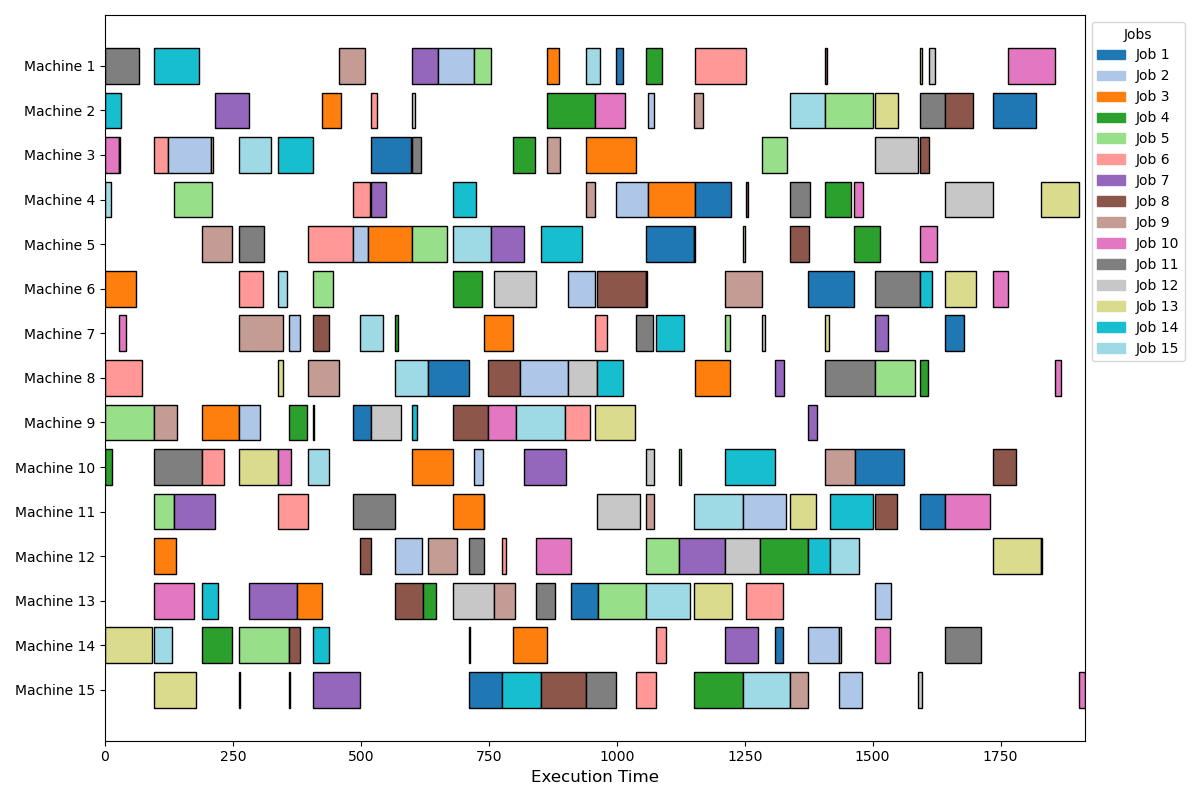 Machine 1
Machine 2
Machine 3
Machine 4
Machine 5
Machine 6
Machine 7
Machine 8
Machine 9
Machine 10
Machine 11
Machine 12
Machine 13
Machine 14
Machine 15
0 250 500 750 1000 1250 1500 1750
Execution Time
Jobs
Job 1
Job 2
Job 3
Job 4
Job 5
Job 6
Job 7
Job 8
Job 9
Job 10
Job 11
Job 12
Job 13
Job 14
Job 15